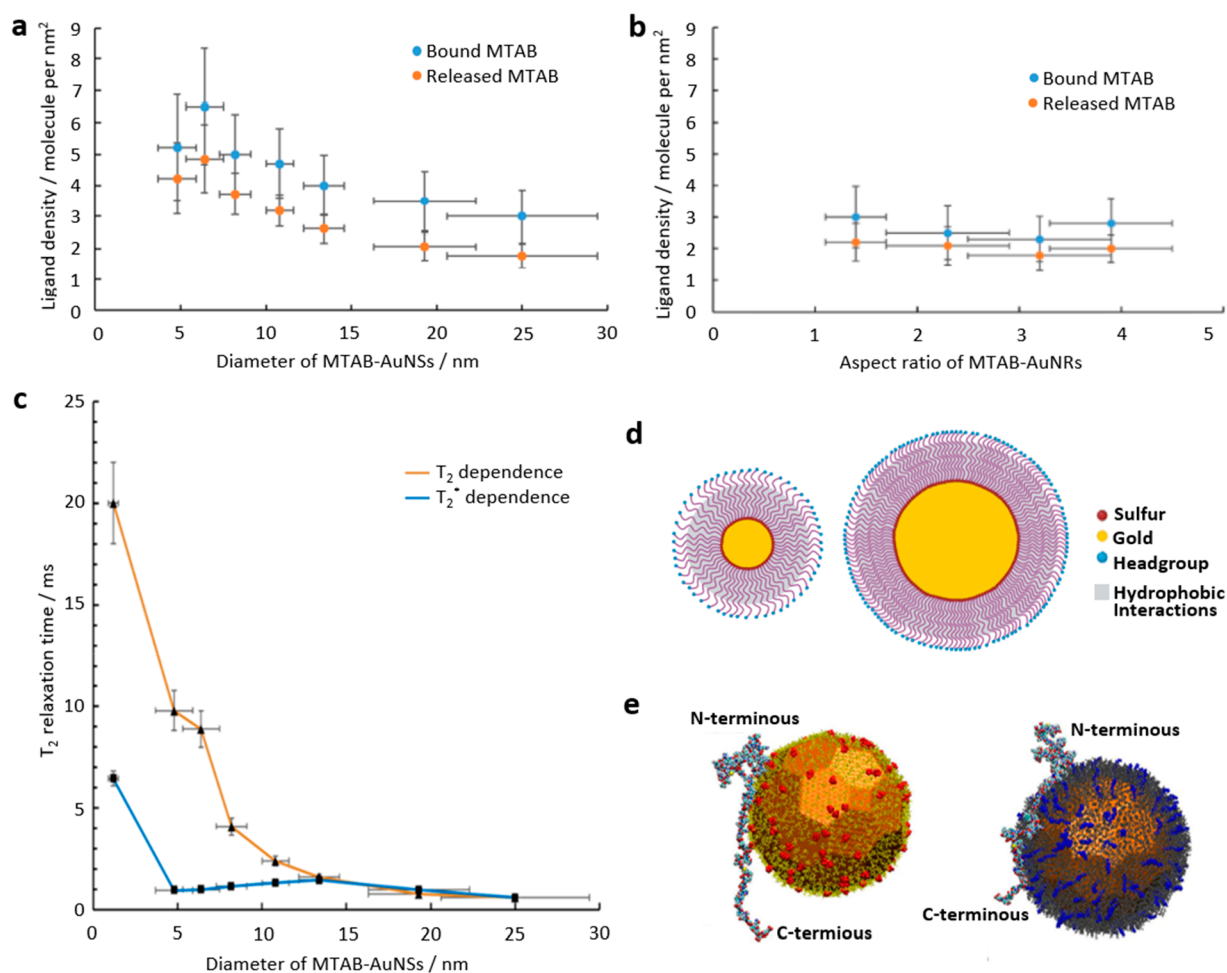 a
9
8
7
6
5
4
3
2
1
0
Ligand density / molecule per nm²
Bound MTAB
Released MTAB
0 5 10 15 20 25 30
Diameter of MTAB-AuNSs / nm
b
9
8
7
6
5
4
3
2
1
0
Ligand density / molecule per nm²
Bound MTAB
Released MTAB
0 1 2 3 4 5
Aspect ratio of MTAB-AuNRs
c
25
20
15
10
5
0
T₂ relaxation time / ms
T₂ dependence
T₂* dependence
0 5 10 15 20 25 30
Diameter of MTAB-AuNSs / nm
d
Sulfur
Gold
Headgroup
Hydrophobic
Interactions
e
N-terminous
C-termious
N-terminous
C-terminous